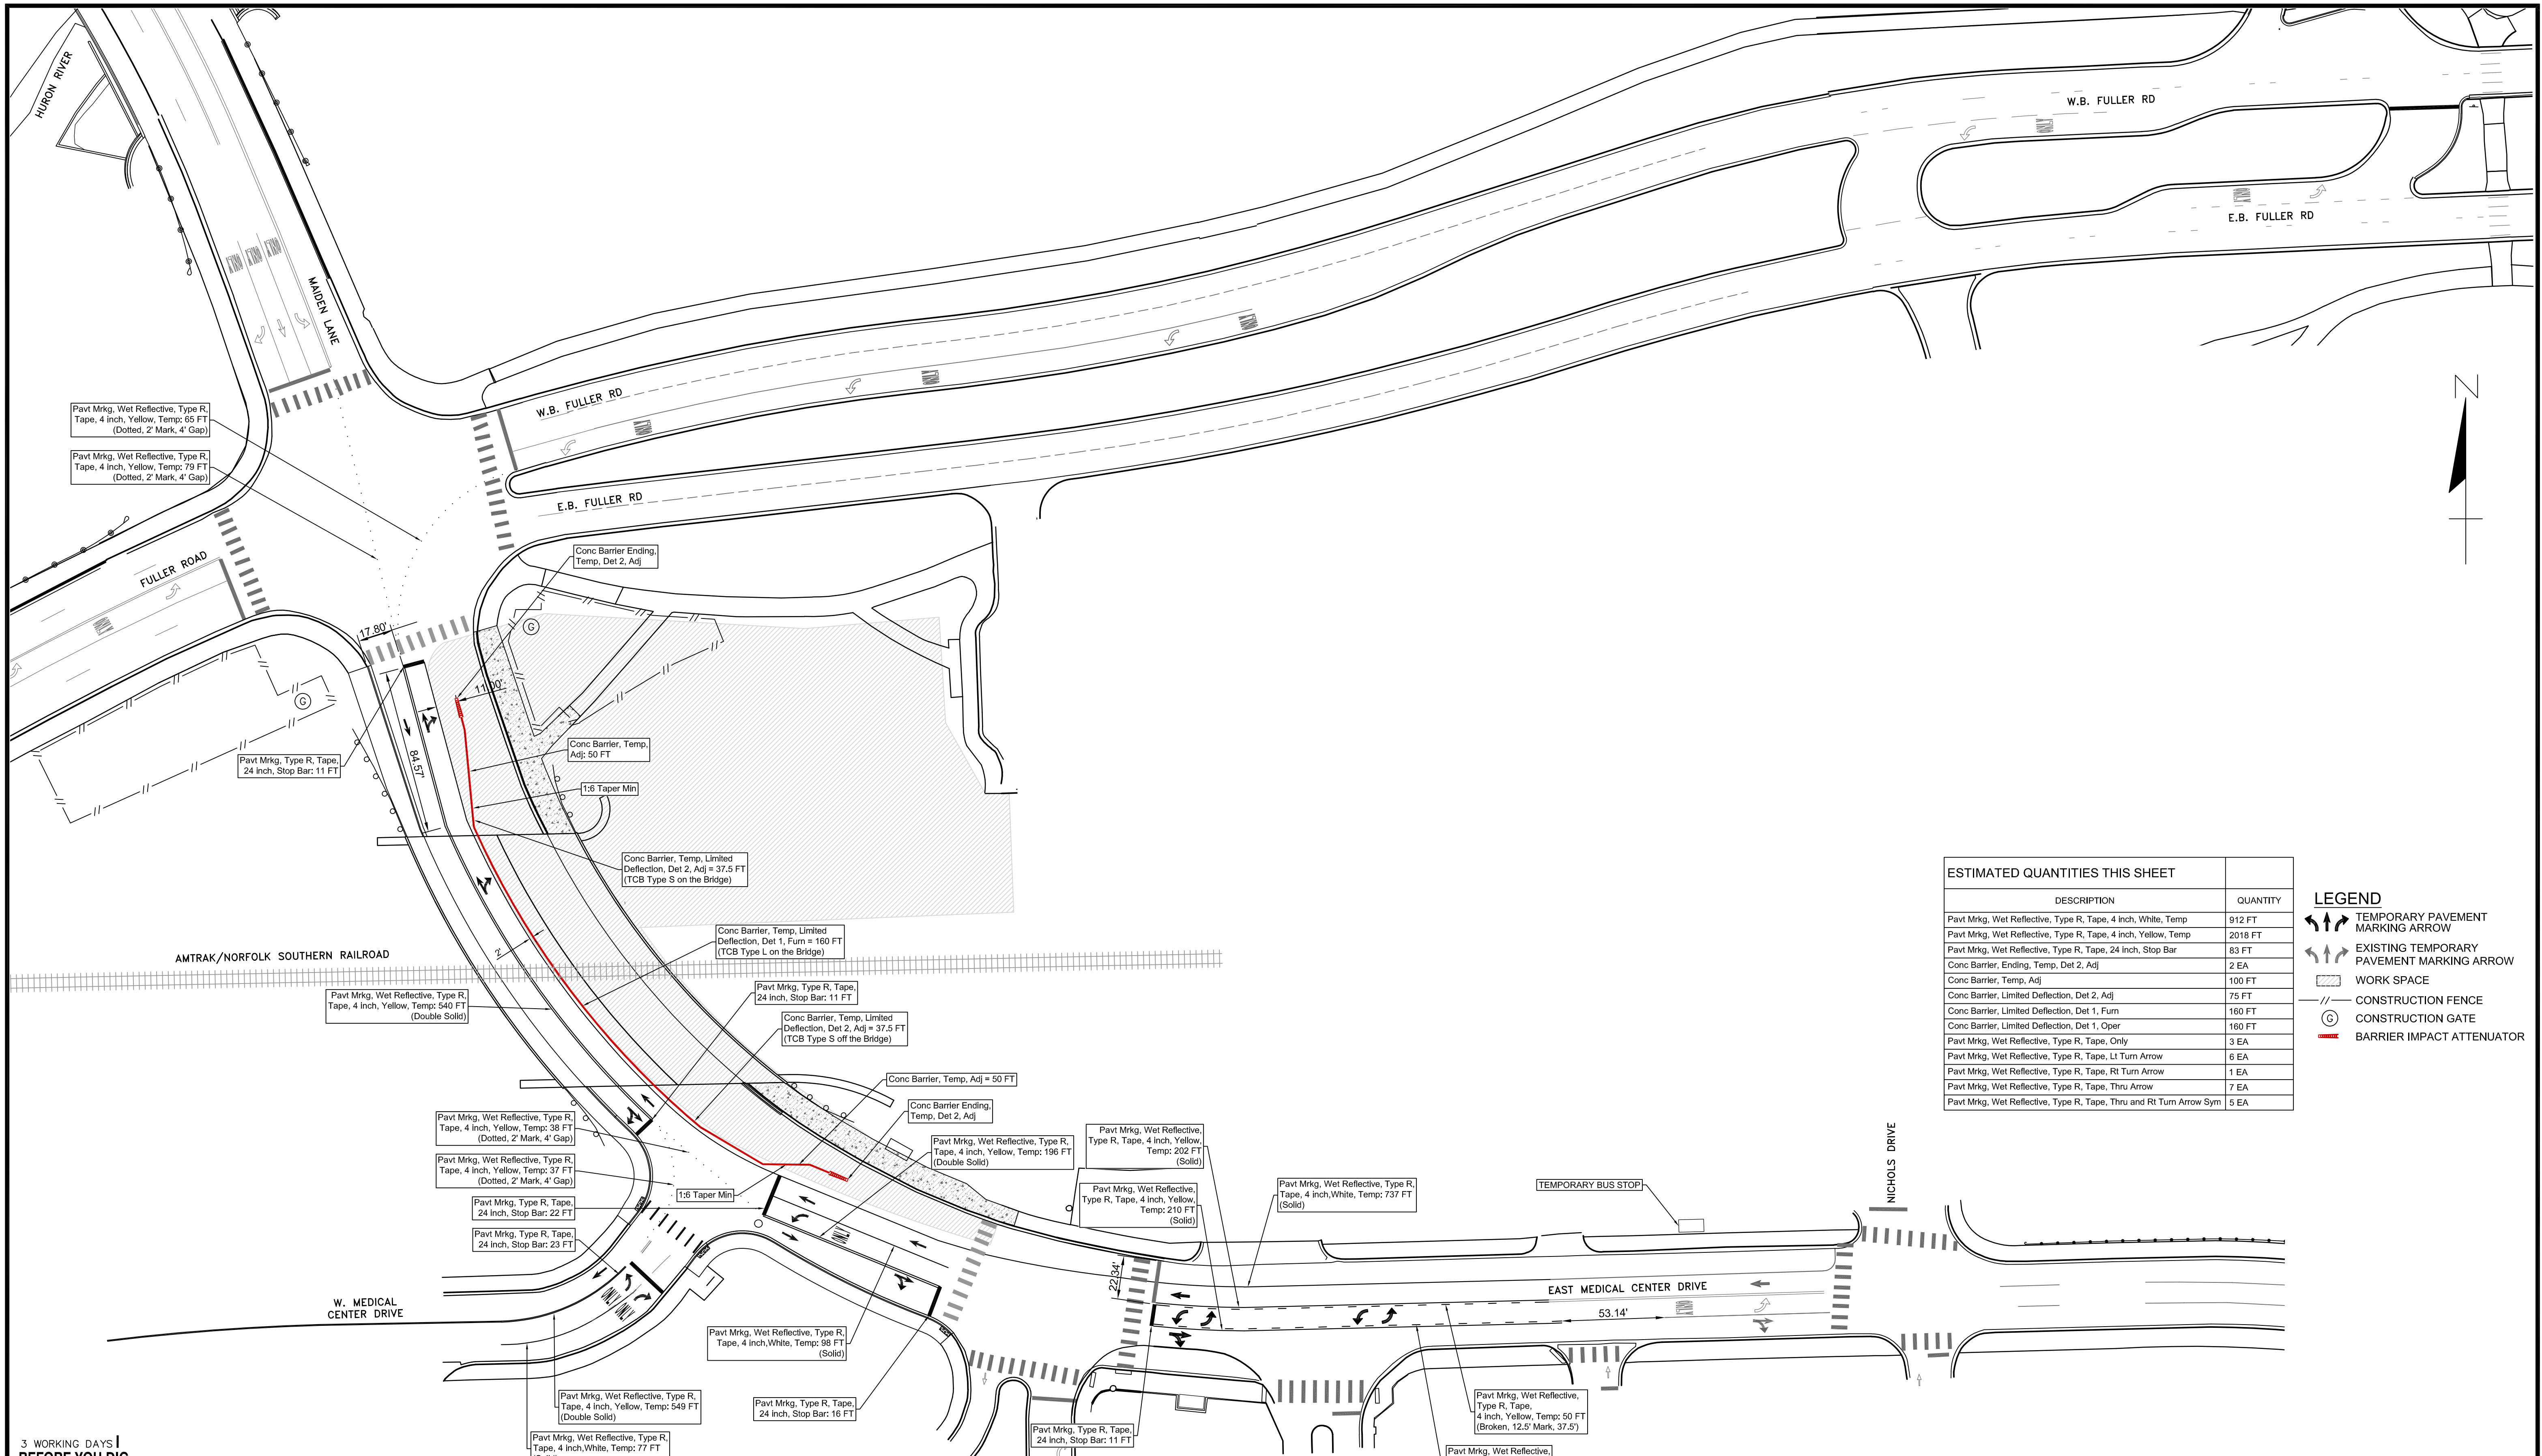 HURON RIVER
MAIDEN LANE
W.B. FULLER RD
E.B. FULLER RD
N
ONLY ONLY ONLY
ONLY
ONLY
ONLY
ONLY
ONLY
ONLY
W.B. FULLER RD
E.B. FULLER RD
FULLER ROAD
Pavt Mrkg, Wet Reflective, Type R,
Tape, 4 inch, Yellow, Temp: 65 FT
(Dotted, 2' Mark, 4' Gap)
Pavt Mrkg, Wet Reflective, Type R,
Tape, 4 inch, Yellow, Temp: 79 FT
(Dotted, 2' Mark, 4' Gap)
Conc Barrier Ending,
Temp, Det 2, Adj
17.80'
G
G
11.00'
84.57'
Pavt Mrkg, Type R, Tape,
24 inch, Stop Bar: 11 FT
Conc Barrier, Temp,
Adj: 50 FT
1:6 Taper Min
Conc Barrier, Temp, Limited
Deflection, Det 2, Adj = 37.5 FT
(TCB Type S on the Bridge)
Conc Barrier, Temp, Limited
Deflection, Det 1, Furn = 160 FT
(TCB Type L on the Bridge)
2'
AMTRAK/NORFOLK SOUTHERN RAILROAD
Pavt Mrkg, Wet Reflective, Type R,
Tape, 4 inch, Yellow, Temp: 540 FT
(Double Solid)
Pavt Mrkg, Type R, Tape,
24 inch, Stop Bar: 11 FT
Conc Barrier, Temp, Limited
Deflection, Det 2, Adj = 37.5 FT
(TCB Type S off the Bridge)
Conc Barrier, Temp, Adj = 50 FT
Conc Barrier Ending,
Temp, Det 2, Adj
Pavt Mrkg, Wet Reflective, Type R,
Tape, 4 inch, Yellow, Temp: 38 FT
(Dotted, 2' Mark, 4' Gap)
Pavt Mrkg, Wet Reflective, Type R,
Tape, 4 inch, Yellow, Temp: 37 FT
(Dotted, 2' Mark, 4' Gap)
Pavt Mrkg, Type R, Tape,
24 inch, Stop Bar: 22 FT
Pavt Mrkg, Type R, Tape,
24 inch, Stop Bar: 23 FT
1:6 Taper Min
Pavt Mrkg, Wet Reflective, Type R,
Tape, 4 inch, Yellow, Temp: 196 FT
(Double Solid)
Pavt Mrkg, Wet Reflective,
Type R, Tape, 4 inch, Yellow,
Temp: 202 FT
(Solid)
Pavt Mrkg, Wet Reflective,
Type R, Tape, 4 inch, Yellow,
Temp: 210 FT
(Solid)
Pavt Mrkg, Wet Reflective, Type R,
Tape, 4 inch,White, Temp: 737 FT
(Solid)
TEMPORARY BUS STOP
NICHOLS DRIVE
22.34'
EAST MEDICAL CENTER DRIVE
53.14'
ONLY
ONLY
ONLY ONLY
W. MEDICAL
CENTER DRIVE
Pavt Mrkg, Wet Reflective, Type R,
Tape, 4 inch,White, Temp: 98 FT
(Solid)
Pavt Mrkg, Wet Reflective, Type R,
Tape, 4 inch, Yellow, Temp: 549 FT
(Double Solid)
Pavt Mrkg, Type R, Tape,
24 inch, Stop Bar: 16 FT
Pavt Mrkg, Wet Reflective, Type R,
Tape, 4 inch,White, Temp: 77 FT
Pavt Mrkg, Type R, Tape,
24 inch, Stop Bar: 11 FT
Pavt Mrkg, Wet Reflective,
Type R, Tape,
4 inch, Yellow, Temp: 50 FT
(Broken, 12.5' Mark, 37.5')
Pavt Mrkg, Wet Reflective,
ESTIMATED QUANTITIES THIS SHEET
DESCRIPTION QUANTITY
Pavt Mrkg, Wet Reflective, Type R, Tape, 4 inch, White, Temp 912 FT
Pavt Mrkg, Wet Reflective, Type R, Tape, 4 inch, Yellow, Temp 2018 FT
Pavt Mrkg, Wet Reflective, Type R, Tape, 24 inch, Stop Bar 83 FT
Conc Barrier, Ending, Temp, Det 2, Adj 2 EA
Conc Barrier, Temp, Adj 100 FT
Conc Barrier, Limited Deflection, Det 2, Adj 75 FT
Conc Barrier, Limited Deflection, Det 1, Furn 160 FT
Conc Barrier, Limited Deflection, Det 1, Oper 160 FT
Pavt Mrkg, Wet Reflective, Type R, Tape, Only 3 EA
Pavt Mrkg, Wet Reflective, Type R, Tape, Lt Turn Arrow 6 EA
Pavt Mrkg, Wet Reflective, Type R, Tape, Rt Turn Arrow 1 EA
Pavt Mrkg, Wet Reflective, Type R, Tape, Thru Arrow 7 EA
Pavt Mrkg, Wet Reflective, Type R, Tape, Thru and Rt Turn Arrow Sym 5 EA
LEGEND
TEMPORARY PAVEMENT
MARKING ARROW
EXISTING TEMPORARY
PAVEMENT MARKING ARROW
WORK SPACE
CONSTRUCTION FENCE
G CONSTRUCTION GATE
BARRIER IMPACT ATTENUATOR
3 WORKING DAYS
BEFORE YOU DIG